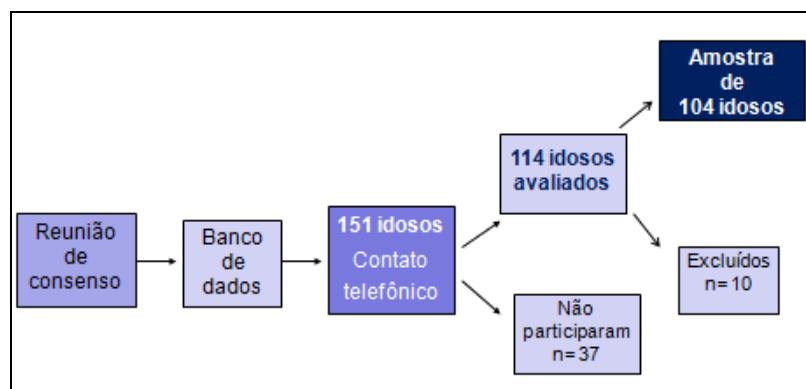 Reunião
de
consenso
Banco
de
dados
151 idosos
Contato
telefônico
114 idosos
avaliados
Amostra
de
104 idosos
Excluídos
n= 10
Não
participaram
n= 37